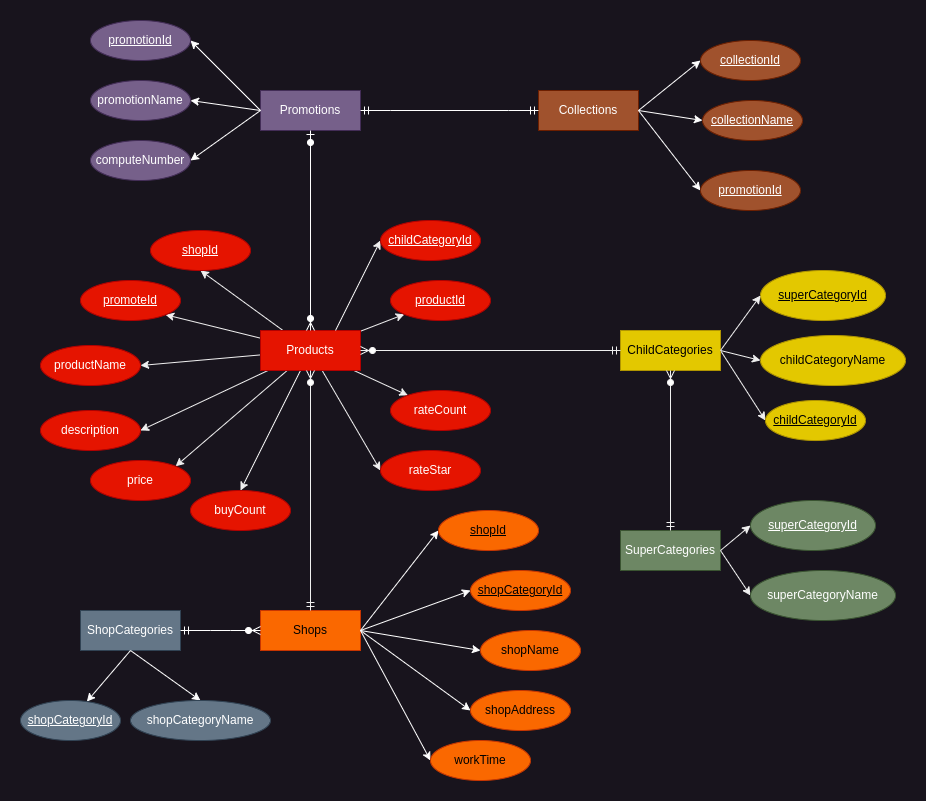 promotionId
promotionName
computeNumber
Promotions
Collections
collectionId
collectionName
promotionId
shopId
promoteId
productName
description
price
buyCount
Products
childCategoryId
productId
rateCount
rateStar
ChildCategories
superCategoryId
childCategoryName
childCategoryId
SuperCategories
superCategoryId
superCategoryName
ShopCategories
shopCategoryId
shopCategoryName
Shops
shopId
shopCategoryId
shopName
shopAddress
workTime